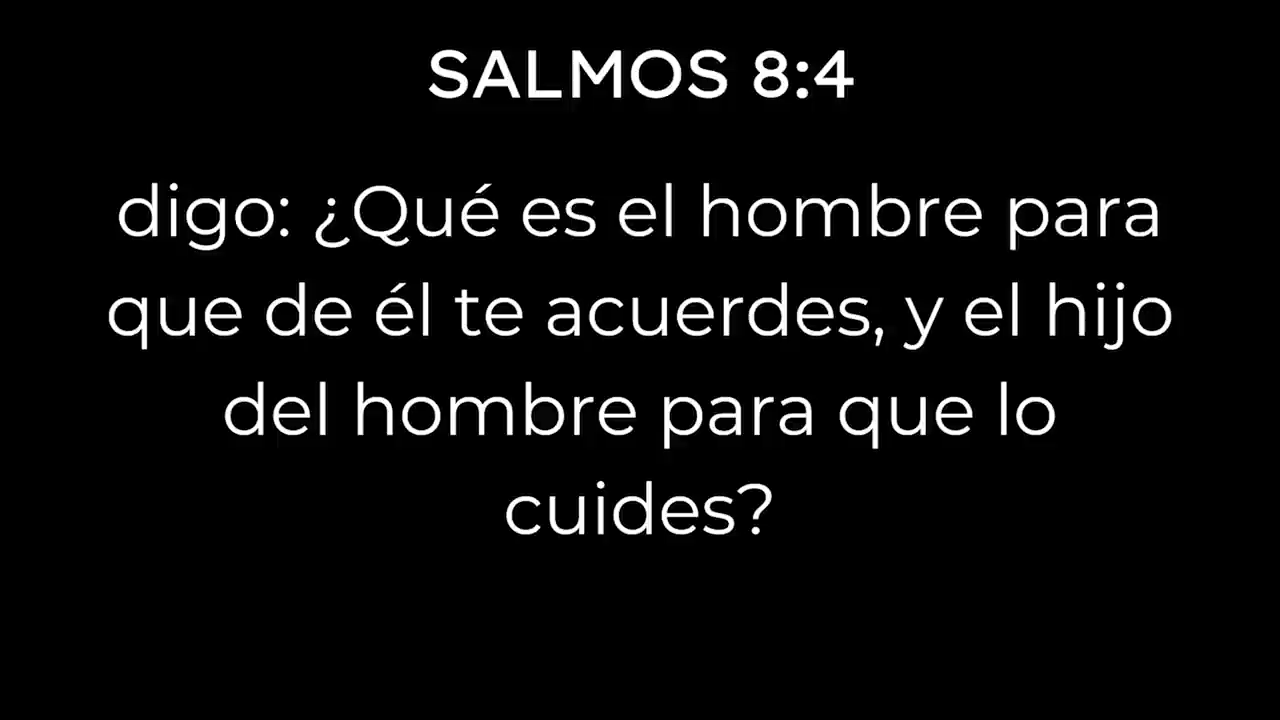 SALMOS 8:4
digo: ¿Qué es el hombre para
que de él te acuerdes, y el hijo
del hombre para que lo
cuides?